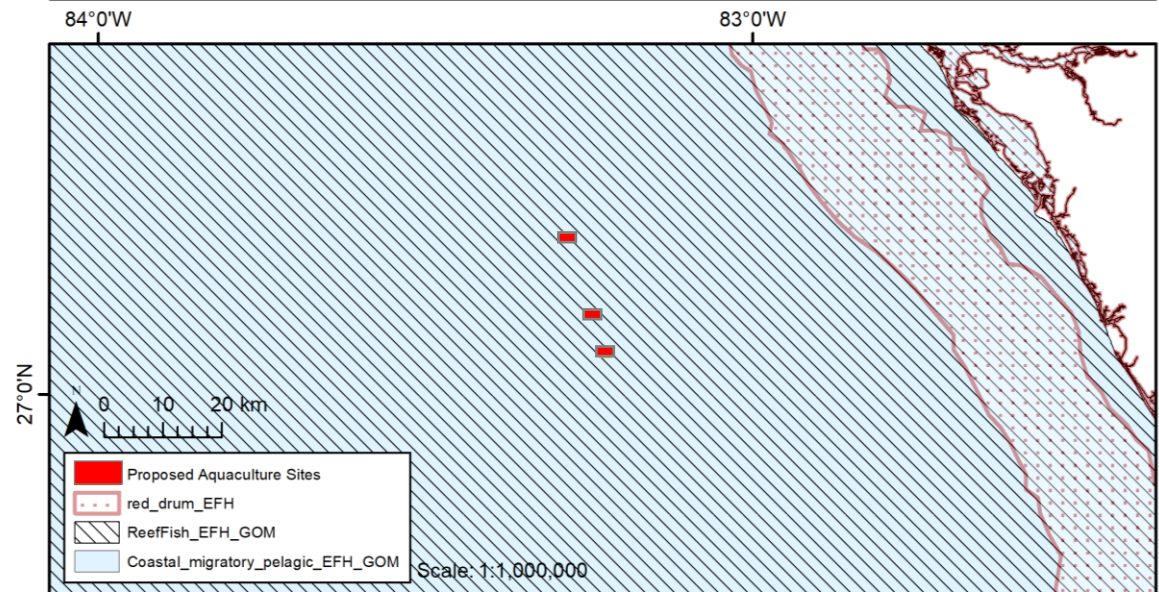 84°0'W 83°0'W
27°0'N
N
0 10 20 km
Proposed Aquaculture Sites
red_drum_EFH
ReefFish_EFH_GOM
Coastal_migratory_pelagic_EFH_GOM
Scale: 1:1,000,000